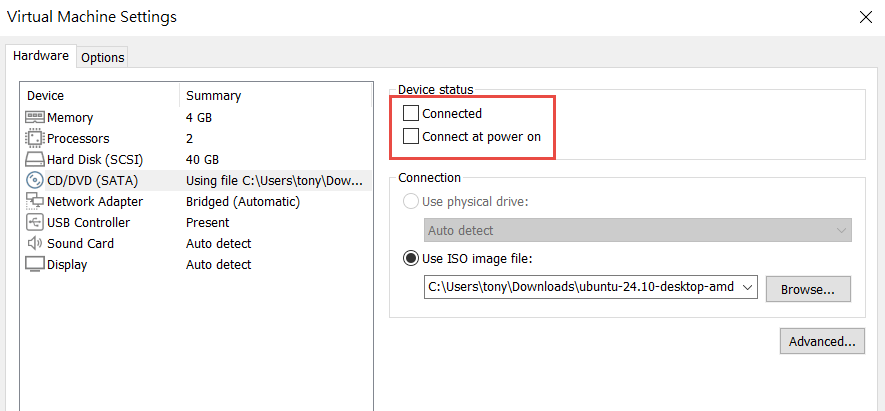 Virtual Machine Settings
Hardware Options
Device Summary
Memory 4 GB
Processors 2
Hard Disk (SCSI) 40 GB
CD/DVD (SATA) Using file C:\Users\tony\Dow...
Network Adapter Bridged (Automatic)
USB Controller Present
Sound Card Auto detect
Display Auto detect
Device status
Connected
Connect at power on
Connection
Use physical drive:
Auto detect
Use ISO image file:
C:\Users\tony\Downloads\ubuntu-24.10-desktop-amd
Browse...
Advanced...